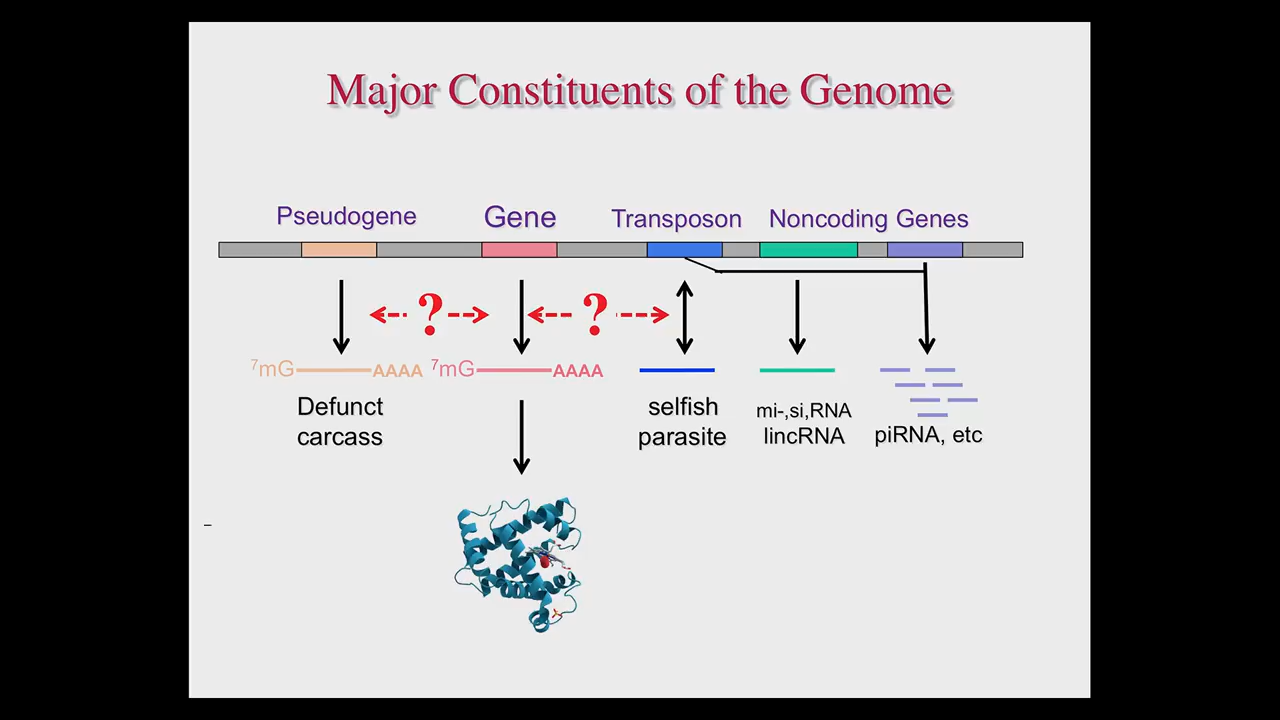 Major Constituents of the Genome
Pseudogene Gene Transposon Noncoding Genes
? ?
⁷mG AAAA ⁷mG AAAA
Defunct
carcass
selfish
parasite
mi-,si,RNA
lincRNA
piRNA, etc